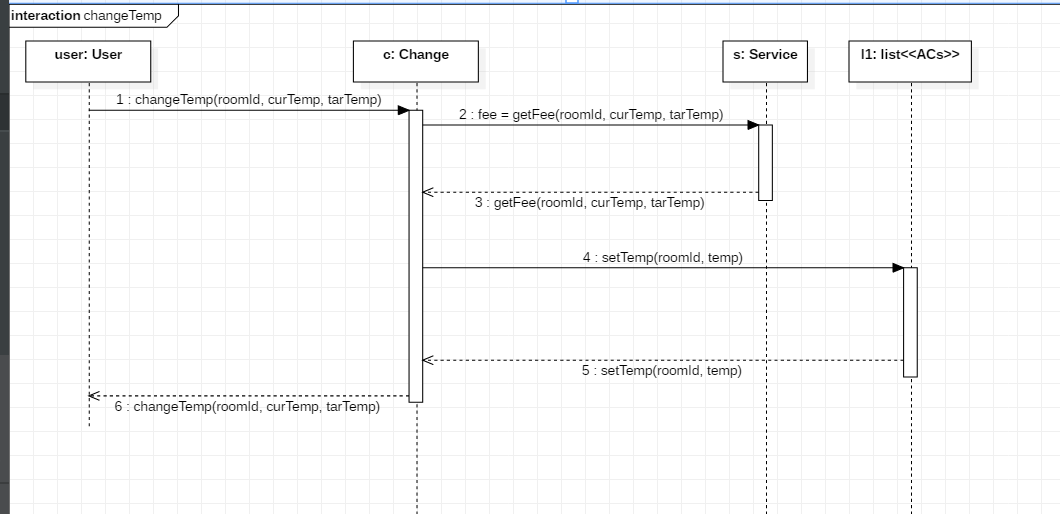 interaction changeTemp
user: User
c: Change
s: Service
l1: list<<ACs>>
1 : changeTemp(roomId, curTemp, tarTemp)
2 : fee = getFee(roomId, curTemp, tarTemp)
3 : getFee(roomId, curTemp, tarTemp)
4 : setTemp(roomId, temp)
5 : setTemp(roomId, temp)
6 : changeTemp(roomId, curTemp, tarTemp)